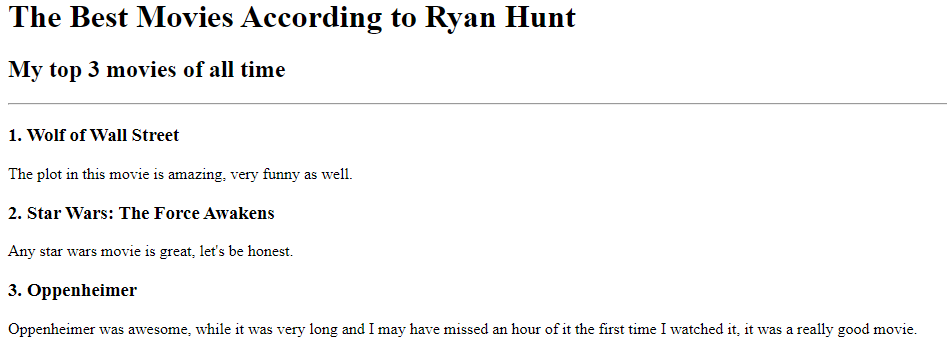 The Best Movies According to Ryan Hunt
My top 3 movies of all time
1. Wolf of Wall Street
The plot in this movie is amazing, very funny as well.
2. Star Wars: The Force Awakens
Any star wars movie is great, let's be honest.
3. Oppenheimer
Oppenheimer was awesome, while it was very long and I may have missed an hour of it the first time I watched it, it was a really good movie.